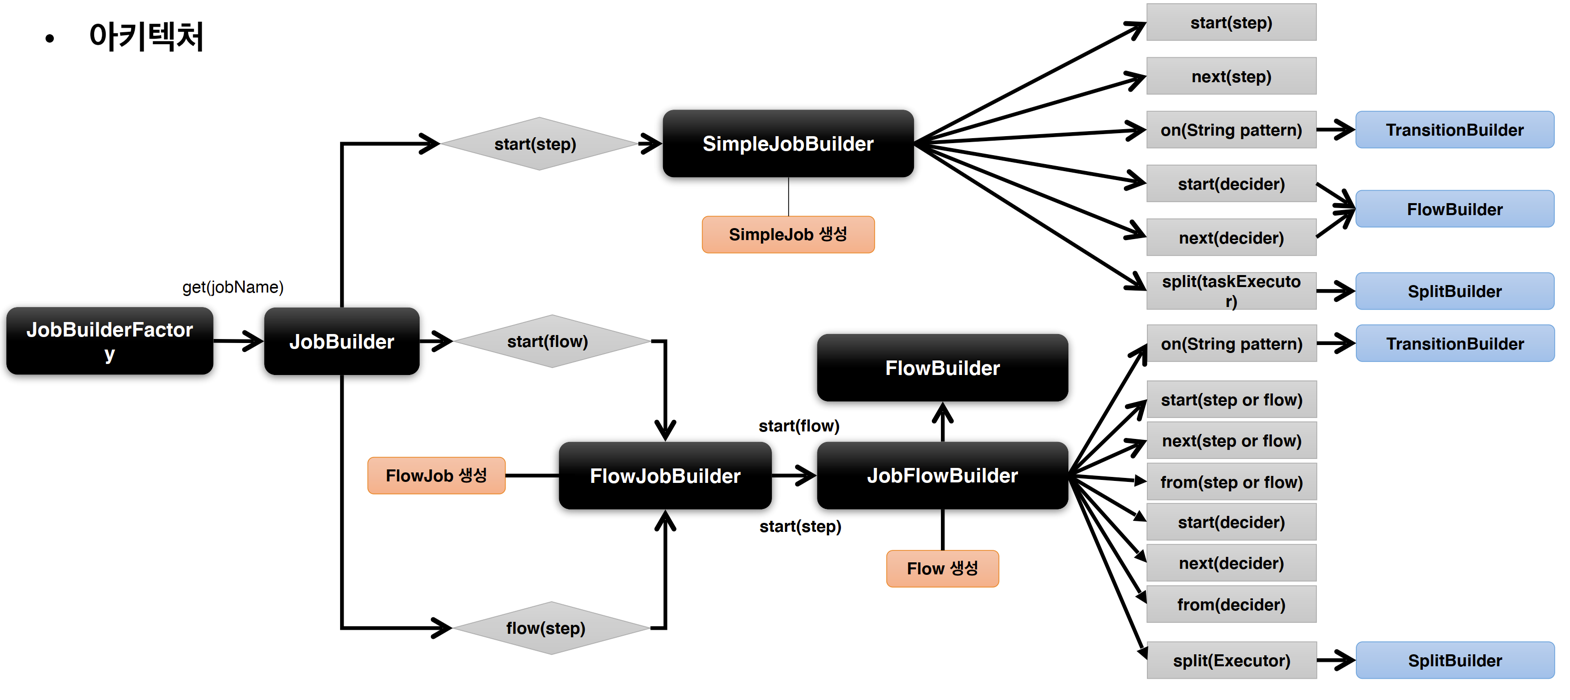 • 아키텍처
start(step)
next(step)
on(String pattern)
TransitionBuilder
start(step)
SimpleJobBuilder
start(decider)
FlowBuilder
SimpleJob 생성
next(decider)
split(taskExecuto
r)
SplitBuilder
get(jobName)
JobBuilderFactor
y
JobBuilder
start(flow)
on(String pattern)
TransitionBuilder
FlowBuilder
start(step or flow)
start(flow)
next(step or flow)
FlowJob 생성
FlowJobBuilder
JobFlowBuilder
from(step or flow)
start(step)
start(decider)
Flow 생성
next(decider)
from(decider)
flow(step)
split(Executor)
SplitBuilder